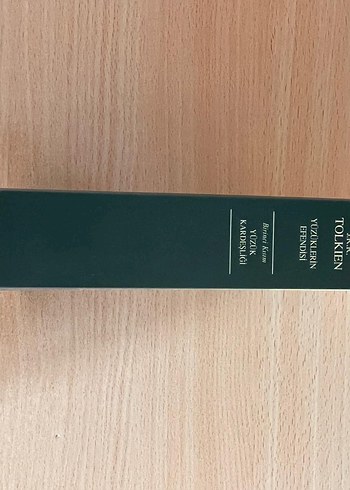 J.R.R.
TOLKIEN
YÜZÜKLERİN
EFENDİSİ
Birinci Kısım
YÜZÜK
KARDEŞLİĞİ